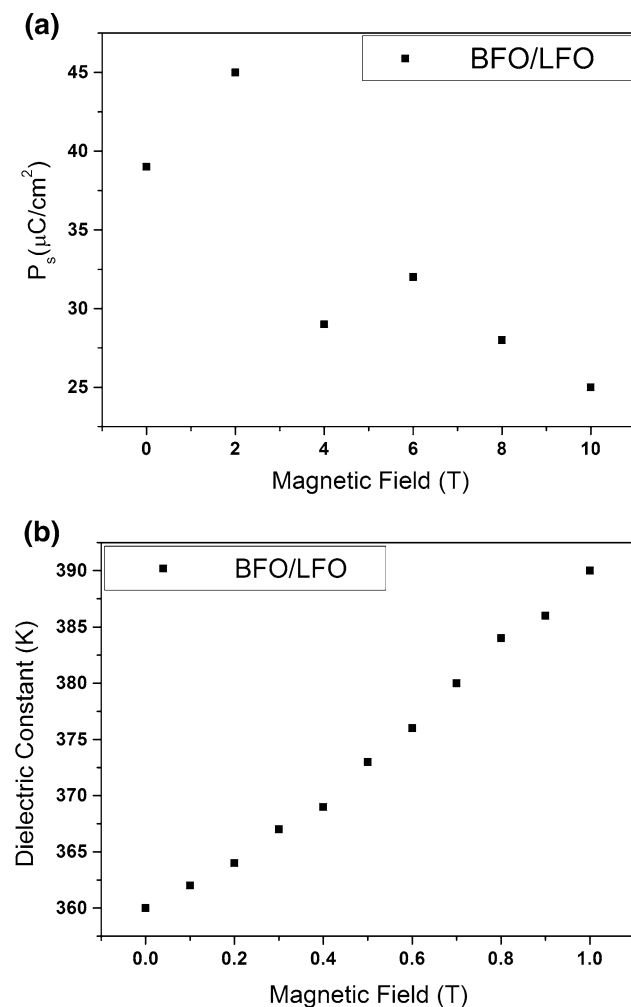 (a)
BFO/LFO
45
40
35
30
25
P_s(μC/cm²)
0 2 4 6 8 10
Magnetic Field (T)
(b)
BFO/LFO
390
385
380
375
370
365
360
Dielectric Constant (K)
0.0 0.2 0.4 0.6 0.8 1.0
Magnetic Field (T)